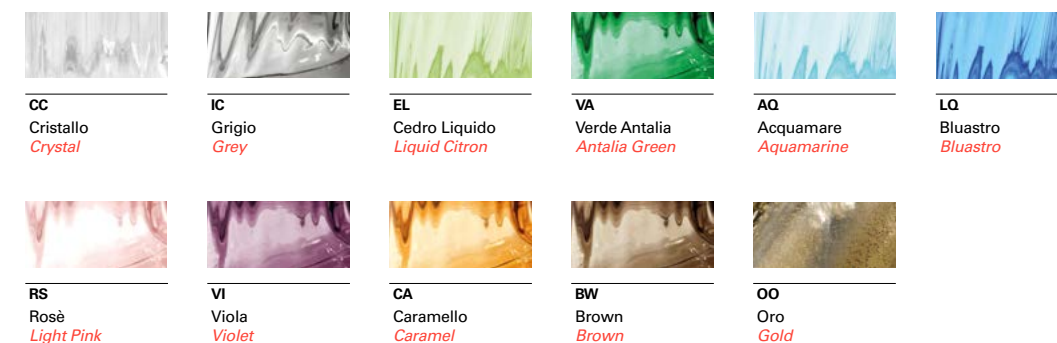 CC
Cristallo
Crystal
IC
Grigio
Grey
EL
Cedro Liquido
Liquid Citron
VA
Verde Antalia
Antalia Green
AQ
Acquamare
Aquamarine
LQ
Bluastro
Bluastro
RS
Rosè
Light Pink
VI
Viola
Violet
CA
Caramello
Caramel
BW
Brown
Brown
OO
Oro
Gold